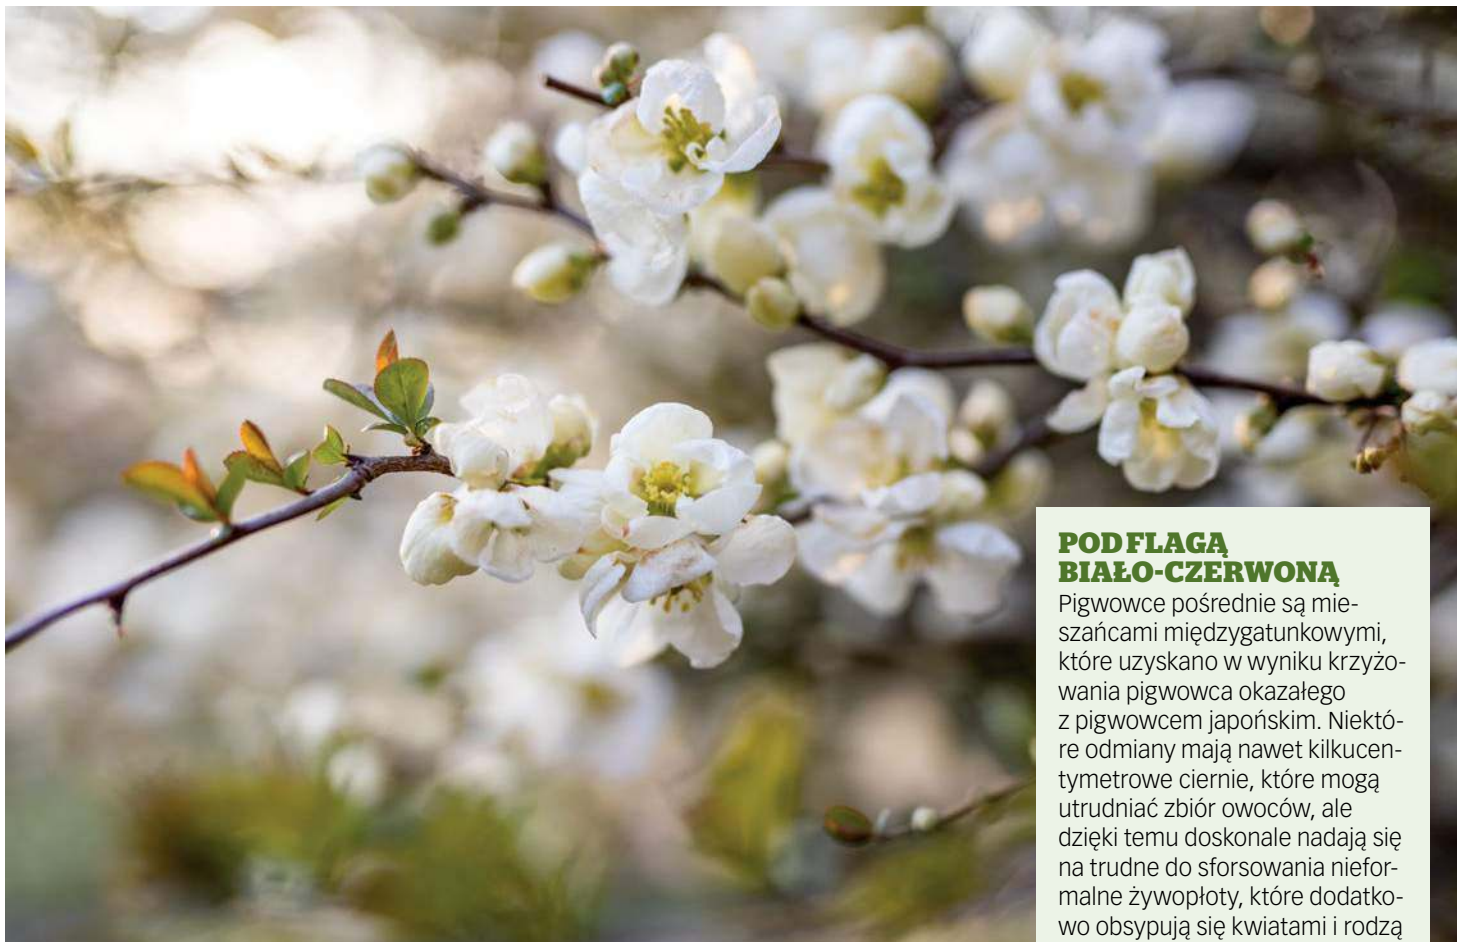 POD FLAGĄ
BIAŁO-CZERWONĄ
Pigwowce pośrednie są mie-
szańcami międzygatunkowymi,
które uzyskano w wyniku krzyżo-
wania pigwowca okazałego
z pigwowcem japońskim. Niektó-
re odmiany mają nawet kilkucen-
tymetrowe ciernie, które mogą
utrudniać zbiór owoców, ale
dzięki temu doskonale nadają się
na trudne do sforsowania niefor-
malne żywopłoty, które dodatko-
wo obsypują się kwiatami i rodzą